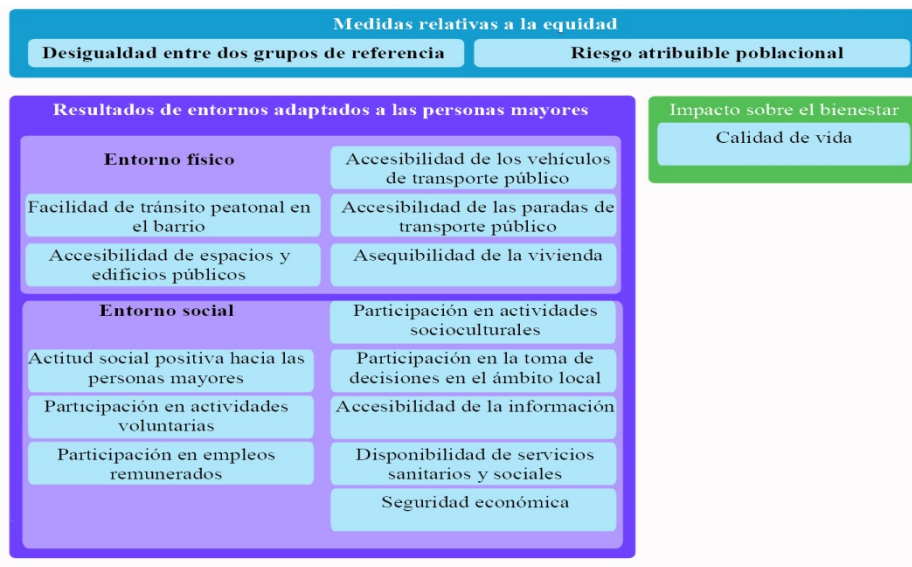 Medidas relativas a la equidad
Desigualdad entre dos grupos de referencia
Riesgo atribuible poblacional
Resultados de entornos adaptados a las personas mayores
Entorno físico
Facilidad de tránsito peatonal en
el barrio
Accesibilidad de espacios y
edificios públicos
Accesibilidad de los vehículos
de transporte público
Accesibilidad de las paradas de
transporte público
Asequibilidad de la vivienda
Entorno social
Actitud social positiva hacia las
personas mayores
Participación en actividades
voluntarias
Participación en empleos
remunerados
Participación en actividades
socioculturales
Participación en la toma de
decisiones en el ámbito local
Accesibilidad de la información
Disponibilidad de servicios
sanitarios y sociales
Seguridad económica
Impacto sobre el bienestar
Calidad de vida